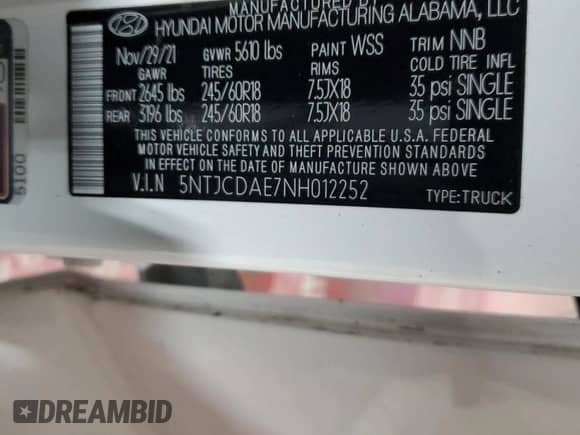 MANUFACTURED BY
HYUNDAI MOTOR MANUFACTURING ALABAMA, LLC
Nov/29/21 GVWR 5610 lbs PAINT WSS TRIM NNB
GAWR TIRES RIMS COLD TIRE INFL
FRONT 2645 lbs 245/60R18 7.5JX18 35 psi SINGLE
REAR 3196 lbs 245/60R18 7.5JX18 35 psi SINGLE
THIS VEHICLE CONFORMS TO ALL APPLICABLE U.S.A. FEDERAL
MOTOR VEHICLE SAFETY AND THEFT PREVENTION STANDARDS
IN EFFECT ON THE DATE OF MANUFACTURE SHOWN ABOVE.
V.I.N 5NTJCDAE7NH012252 TYPE:TRUCK
DREAMBID